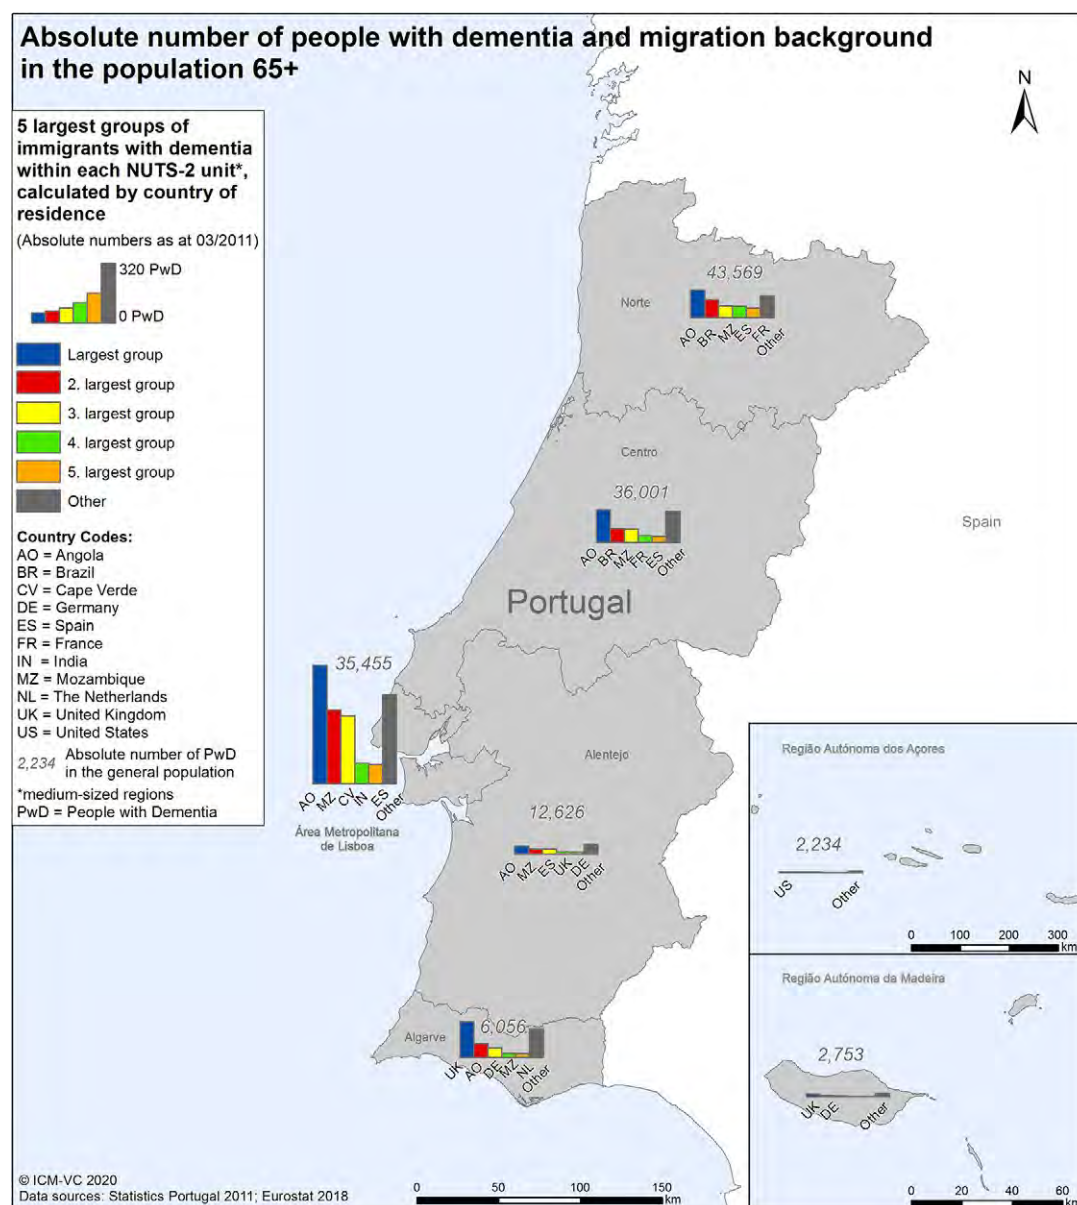 Absolute number of people with dementia and migration background
in the population 65+
N
5 largest groups of
immigrants with dementia
within each NUTS-2 unit*,
calculated by country of
residence
(Absolute numbers as at 03/2011)
320 PwD
0 PwD
Largest group
2. largest group
3. largest group
4. largest group
5. largest group
Other
Country Codes:
AO = Angola
BR = Brazil
CV = Cape Verde
DE = Germany
ES = Spain
FR = France
IN = India
MZ = Mozambique
NL = The Netherlands
UK = United Kingdom
US = United States
2,234 Absolute number of PwD
in the general population
*medium-sized regions
PwD = People with Dementia
43,569
Norte
AO BR MZ ES FR Other
Centro
36,001
AO BR MZ FR ES Other
Spain
Portugal
35,455
AO MZ CV IN ES Other
Área Metropolitana
de Lisboa
Alentejo
12,626
AO MZ ES UK DE Other
Algarve
6,056
UK AO DE MZ NL Other
Região Autónoma dos Açores
2,234
US Other
0 100 200 300
km
Região Autónoma da Madeira
2,753
UK DE Other
0 20 40 60
km
© ICM-VC 2020
Data sources: Statistics Portugal 2011; Eurostat 2018
0 50 100 150
km